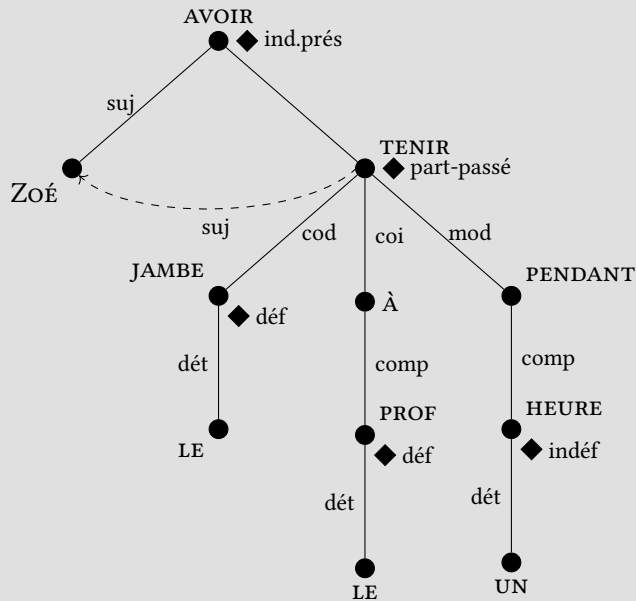 AVOIR
ind.prés
suj
TENIR
part-passé
ZOÉ
suj
cod
coi
mod
JAMBE
PENDANT
À
déf
dét
comp
comp
PROF
HEURE
LE
déf
indéf
dét
dét
LE
UN